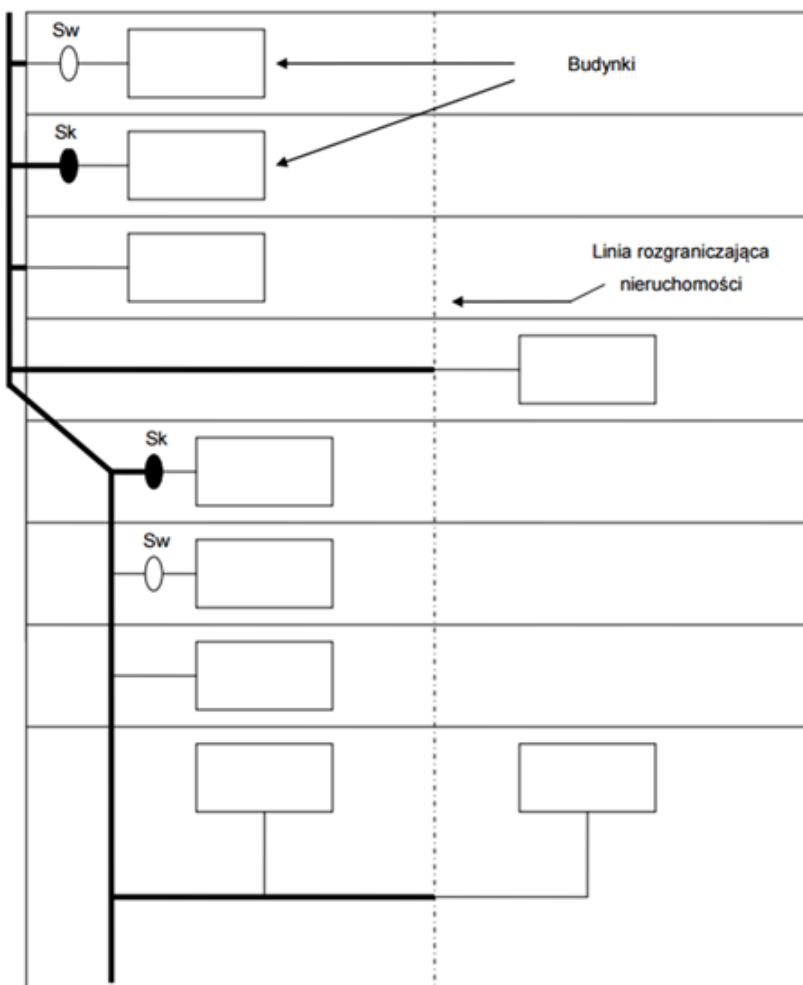 Sw
Budynki
Sk
Linia rozgraniczająca
nieruchomości
Sk
Sw